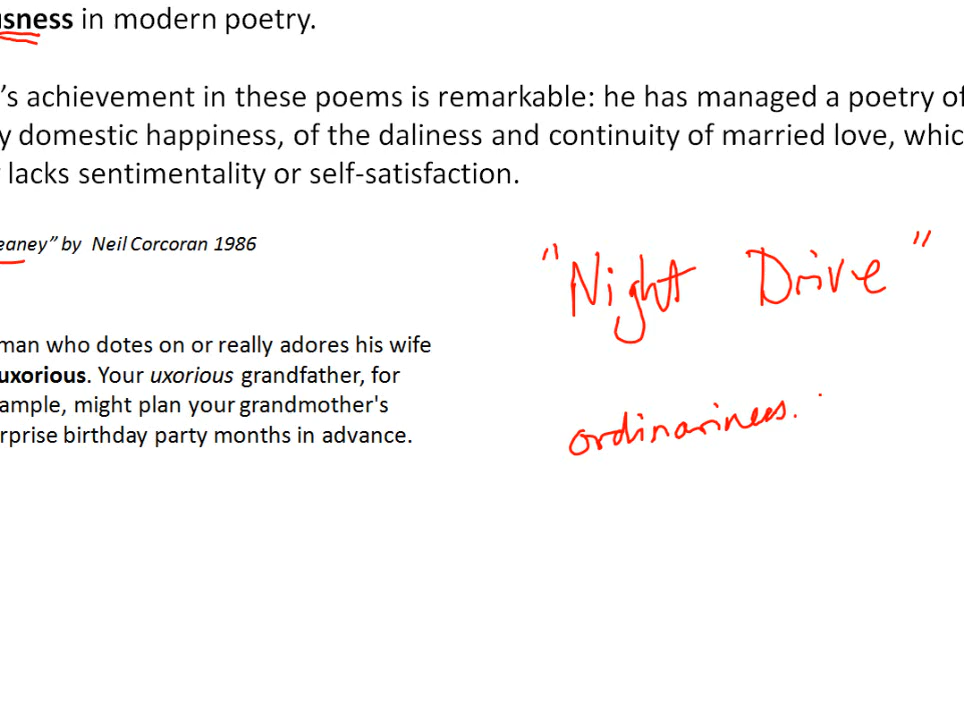 usness in modern poetry.
's achievement in these poems is remarkable: he has managed a poetry of
y domestic happiness, of the daliness and continuity of married love, whic
lacks sentimentality or self-satisfaction.
eaney" by Neil Corcoran 1986
"Night Drive"
man who dotes on or really adores his wife
uxorious. Your uxorious grandfather, for
ample, might plan your grandmother's
rprise birthday party months in advance.
ordinariness.